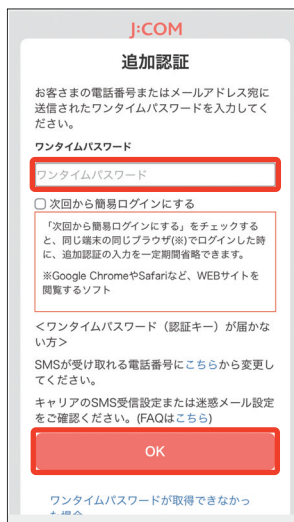 J:COM
追加認証
お客さまの電話番号またはメールアドレス宛に
送信されたワンタイムパスワードを入力してく
ださい。
ワンタイムパスワード
ワンタイムパスワード
次回から簡易ログインにする
「次回から簡易ログインにする」をチェックする
と、同じ端末の同じブラウザ(※)でログインした時
に、追加認証の入力を一定期間省略できます。
※Google ChromeやSafariなど、WEBサイトを
閲覧するソフト
<ワンタイムパスワード（認証キー）が届かな
い方>
SMSが受け取れる電話番号にこちらから変更し
てください。
キャリアのSMS受信設定または迷惑メール設定
をご確認ください。(FAQはこちら)
OK
ワンタイムパスワードが取得できなかっ
た場合